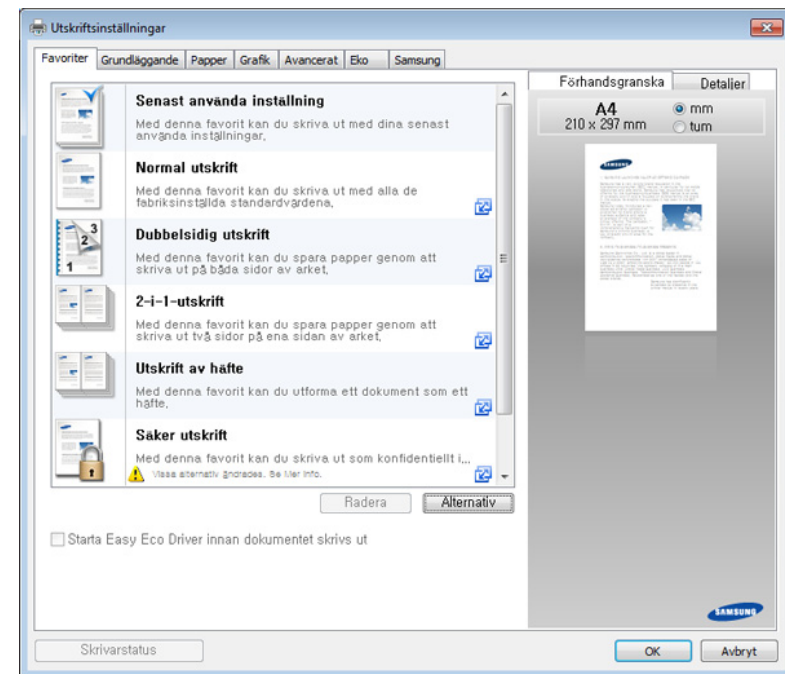 Utskriftsinställningar
Favoriter Grundläggande Papper Grafik Avancerat Eko Samsung
Senast använda inställning
Med denna favorit kan du skriva ut med dina senast
använda inställningar,
Normal utskrift
Med denna favorit kan du skriva ut med alla de
fabriksinställda standardvärdena,
Dubbelsidig utskrift
Med denna favorit kan du spara papper genom att
skriva ut på båda sidor av arket,
2-i-1-utskrift
Med denna favorit kan du spara papper genom att
skriva ut två sidor på ena sidan av arket,
Utskrift av häfte
Med denna favorit kan du utforma ett dokument som ett
häfte,
Säker utskrift
Med denna favorit kan du skriva ut som konfidentiellt i...
Vissa alternativ ändrades. Se Mer info.
1
2
3
Radera Alternativ
Starta Easy Eco Driver innan dokumentet skrivs ut
Förhandsgranska Detaljer
A4
210 x 297 mm
mm
tum
SAMSUNG
SAMSUNG
Skrivarstatus
OK Avbryt